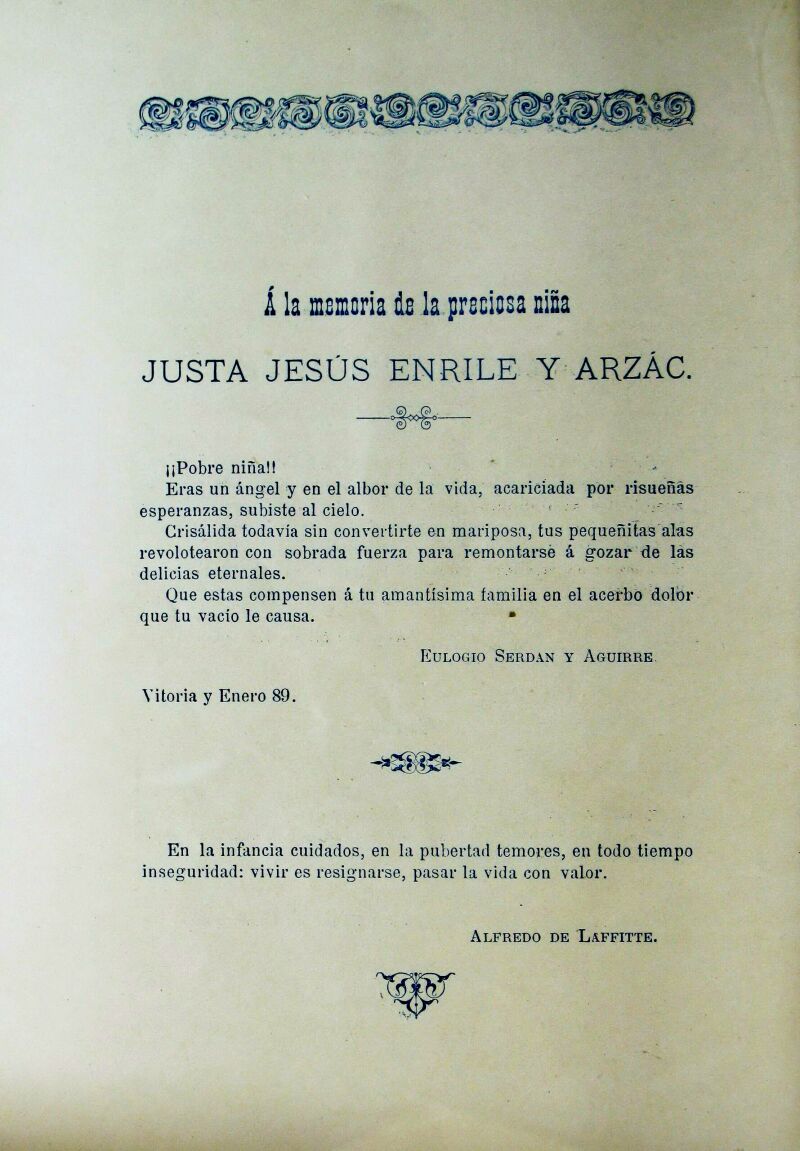 Á la memoria de la preciosa niña
JUSTA JESÚS ENRILE Y ARZÁC.
¡¡Pobre niña!!
Eras un ángel y en el albor de la vida, acariciada por risueñas
esperanzas, subiste al cielo.
Crisálida todavía sin convertirte en mariposa, tus pequeñitas alas
revolotearon con sobrada fuerza para remontarse á gozar de las
delicias eternales.
Que estas compensen á tu amantísima familia en el acerbo dolor
que tu vacío le causa.
EULOGIO SERDAN Y AGUIRRE
Vitoria y Enero 89.
En la infancia cuidados, en la pubertad temores, en todo tiempo
inseguridad: vivir es resignarse, pasar la vida con valor.
ALFREDO DE LAFFITTE.